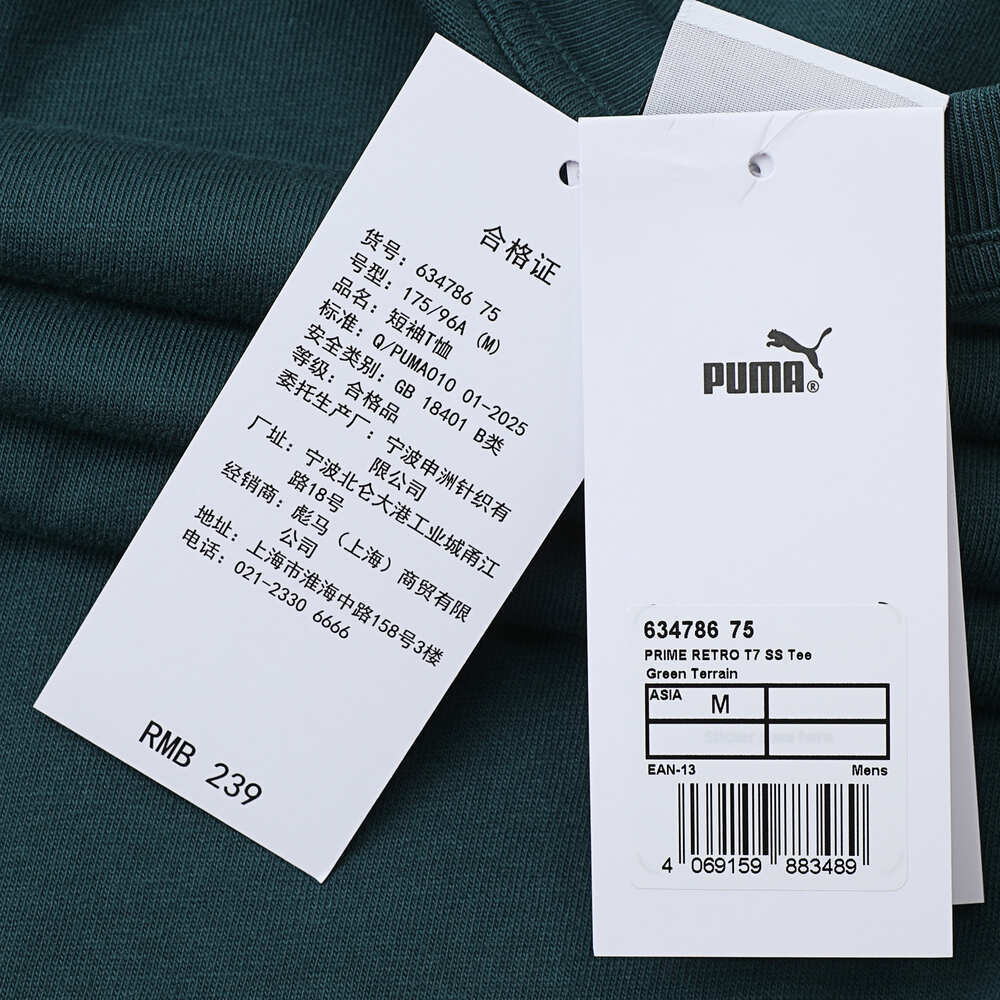 合格证
货号: 634786 75
号型: 175/96A (M)
品名: 短袖T恤
标准: Q/PUMA010 01-2025
安全类别: GB 18401 B类
等级: 合格品
委托生产厂: 宁波申洲针织有
限公司
厂址: 宁波北仑大港工业城甬江
路18号
经销商: 彪马（上海）商贸有限
公司
地址: 上海市淮海中路158号3楼
电话: 021-2330 6666
RMB 239
PUMA®
634786 75
PRIME RETRO T7 SS Tee
Green Terrain
ASIA M
Sticker goes here
EAN-13 Mens
4 069159 883489